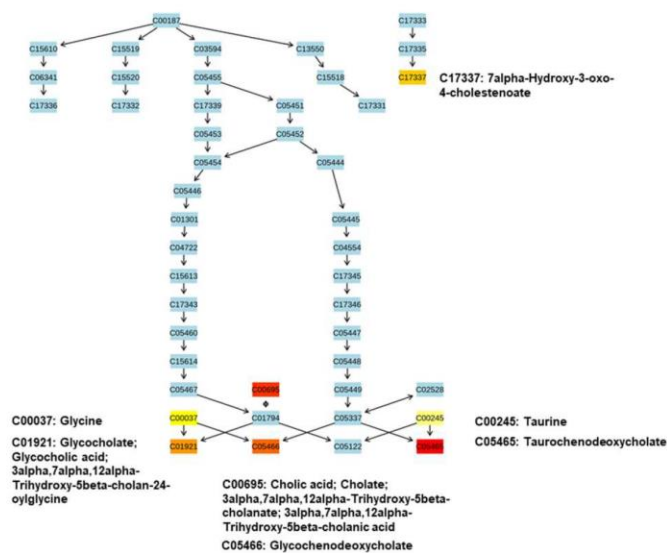 C00187
C17333
C15610
C15519
C03594
C13550
C17335
C06341
C15520
C05455
C15518
C17337
C17337: 7alpha-Hydroxy-3-oxo-
4-cholestenoate
C17336
C17332
C17339
C05451
C17331
C05453
C05452
C05454
C05444
C05446
C01301
C05445
C04722
C04554
C15613
C17345
C17343
C17346
C05460
C05447
C15614
C05448
C05467
C00695
C05449
C02528
C00037: Glycine
C00037
C01794
C05337
C00245
C00245: Taurine
C01921: Glycocholate;
Glycocholic acid;
3alpha,7alpha,12alpha-
Trihydroxy-5beta-cholan-24-
oylglycine
C01921
C05466
C05122
C05465
C05465: Taurochenodeoxycholate
C00695: Cholic acid; Cholate;
3alpha,7alpha,12alpha-Trihydroxy-5beta-
cholanate; 3alpha,7alpha,12alpha-
Trihydroxy-5beta-cholanic acid
C05466: Glycochenodeoxycholate